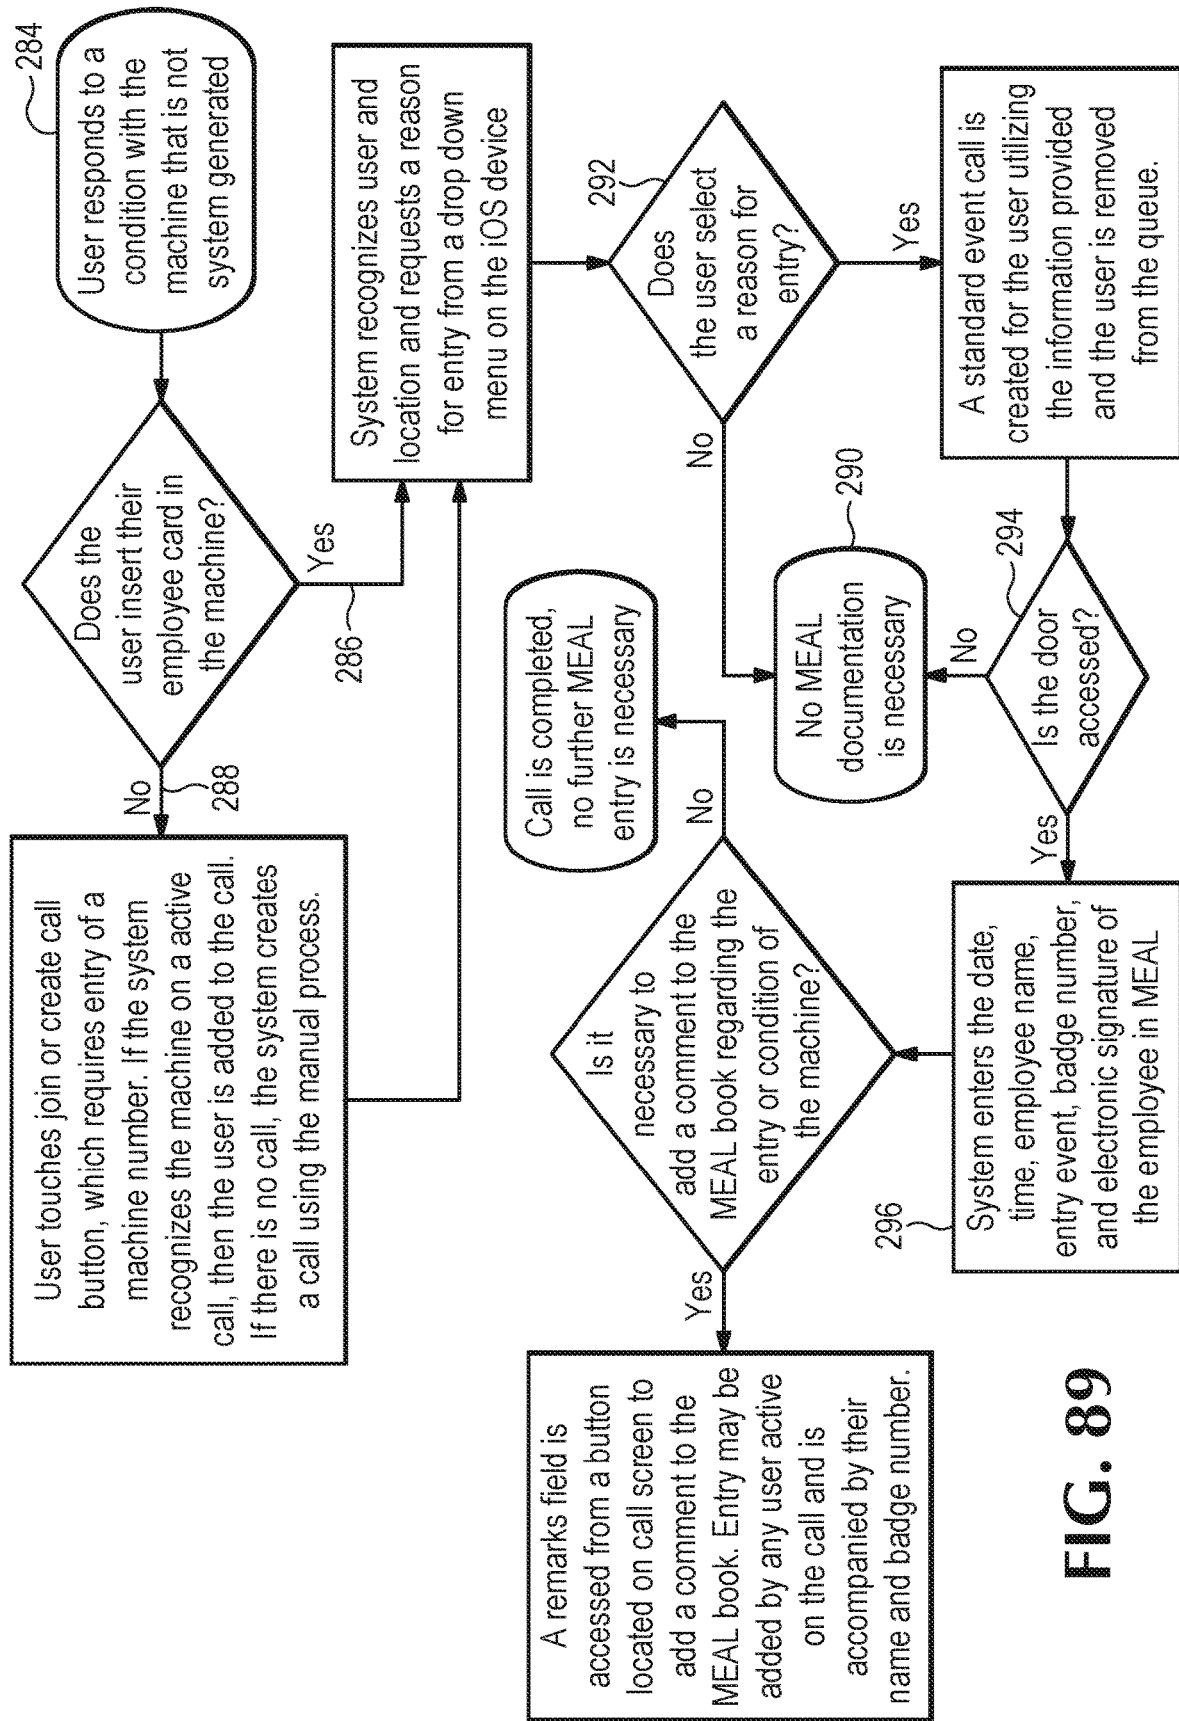 284
User responds to a
condition with the
machine that is not
system generated
Does the
user insert their
employee card in
the machine?
No
288
Yes
286
User touches join or create call
button, which requires entry of a
machine number. If the system
recognizes the machine on a active
call, then the user is added to the call.
If there is no call, the system creates
a call using the manual process.
System recognizes user and
location and requests a reason
for entry from a drop down
menu on the iOS device
292
Does
the user select
a reason for
entry?
No
Yes
290
No MEAL
documentation
is necessary
A standard event call is
created for the user utilizing
the information provided
and the user is removed
from the queue.
294
Is the door
accessed?
No
Yes
296
System enters the date,
time, employee name,
entry event, badge number,
and electronic signature of
the employee in MEAL
Is it
necessary to
add a comment to the
MEAL book regarding the
entry or condition of
the machine?
No
Call is completed,
no further MEAL
entry is necessary
Yes
A remarks field is
accessed from a button
located on call screen to
add a comment to the
MEAL book. Entry may be
added by any user active
on the call and is
accompanied by their
name and badge number.
FIG. 89